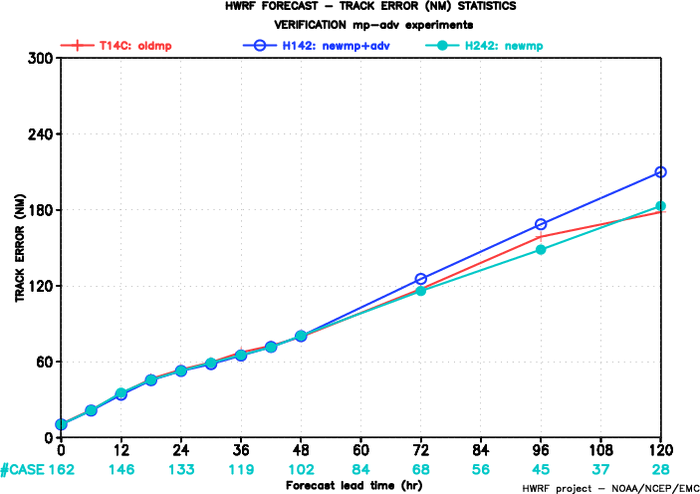 HWRF FORECAST – TRACK ERROR (NM) STATISTICS
VERIFICATION mp–adv experiments
T14C: oldmp H142: newmp+adv H242: newmp
300
240
180
120
60
0
TRACK ERROR (NM)
0 12 24 36 48 60 72 84 96 108 120
#CASE 162 146 133 119 102 84 68 56 45 37 28
Forecast lead time (hr)
HWRF project – NOAA/NCEP/EMC